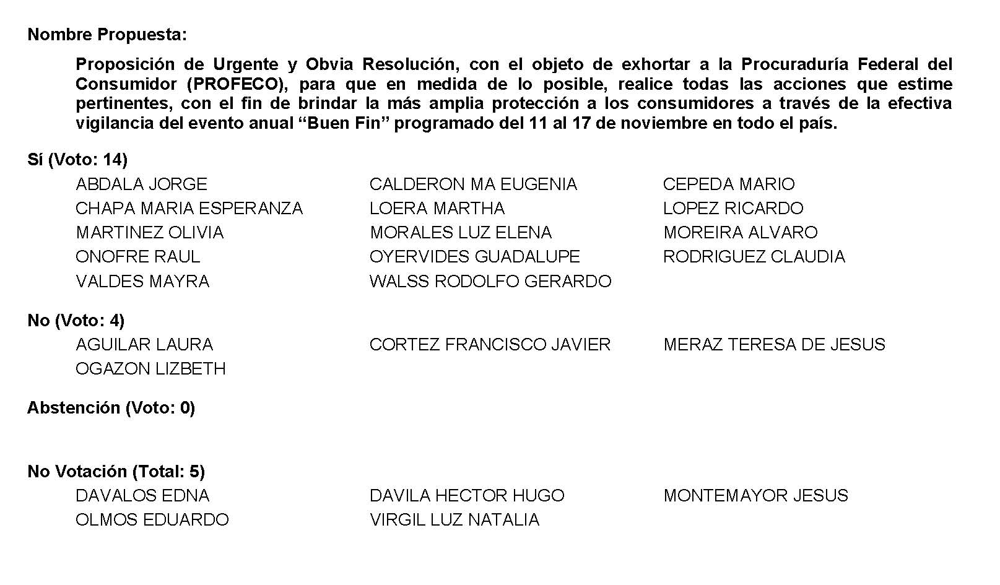 Nombre Propuesta:
Proposición de Urgente y Obvia Resolución, con el objeto de exhortar a la Procuraduría Federal del
Consumidor (PROFECO), para que en medida de lo posible, realice todas las acciones que estime
pertinentes, con el fin de brindar la más amplia protección a los consumidores a través de la efectiva
vigilancia del evento anual “Buen Fin” programado del 11 al 17 de noviembre en todo el país.
Sí (Voto: 14)
ABDALA JORGE CALDERON MA EUGENIA CEPEDA MARIO
CHAPA MARIA ESPERANZA LOERA MARTHA LOPEZ RICARDO
MARTINEZ OLIVIA MORALES LUZ ELENA MOREIRA ALVARO
ONOFRE RAUL OYERVIDES GUADALUPE RODRIGUEZ CLAUDIA
VALDES MAYRA WALSS RODOLFO GERARDO
No (Voto: 4)
AGUILAR LAURA CORTEZ FRANCISCO JAVIER MERAZ TERESA DE JESUS
OGAZON LIZBETH
Abstención (Voto: 0)
No Votación (Total: 5)
DAVALOS EDNA DAVILA HECTOR HUGO MONTEMAYOR JESUS
OLMOS EDUARDO VIRGIL LUZ NATALIA